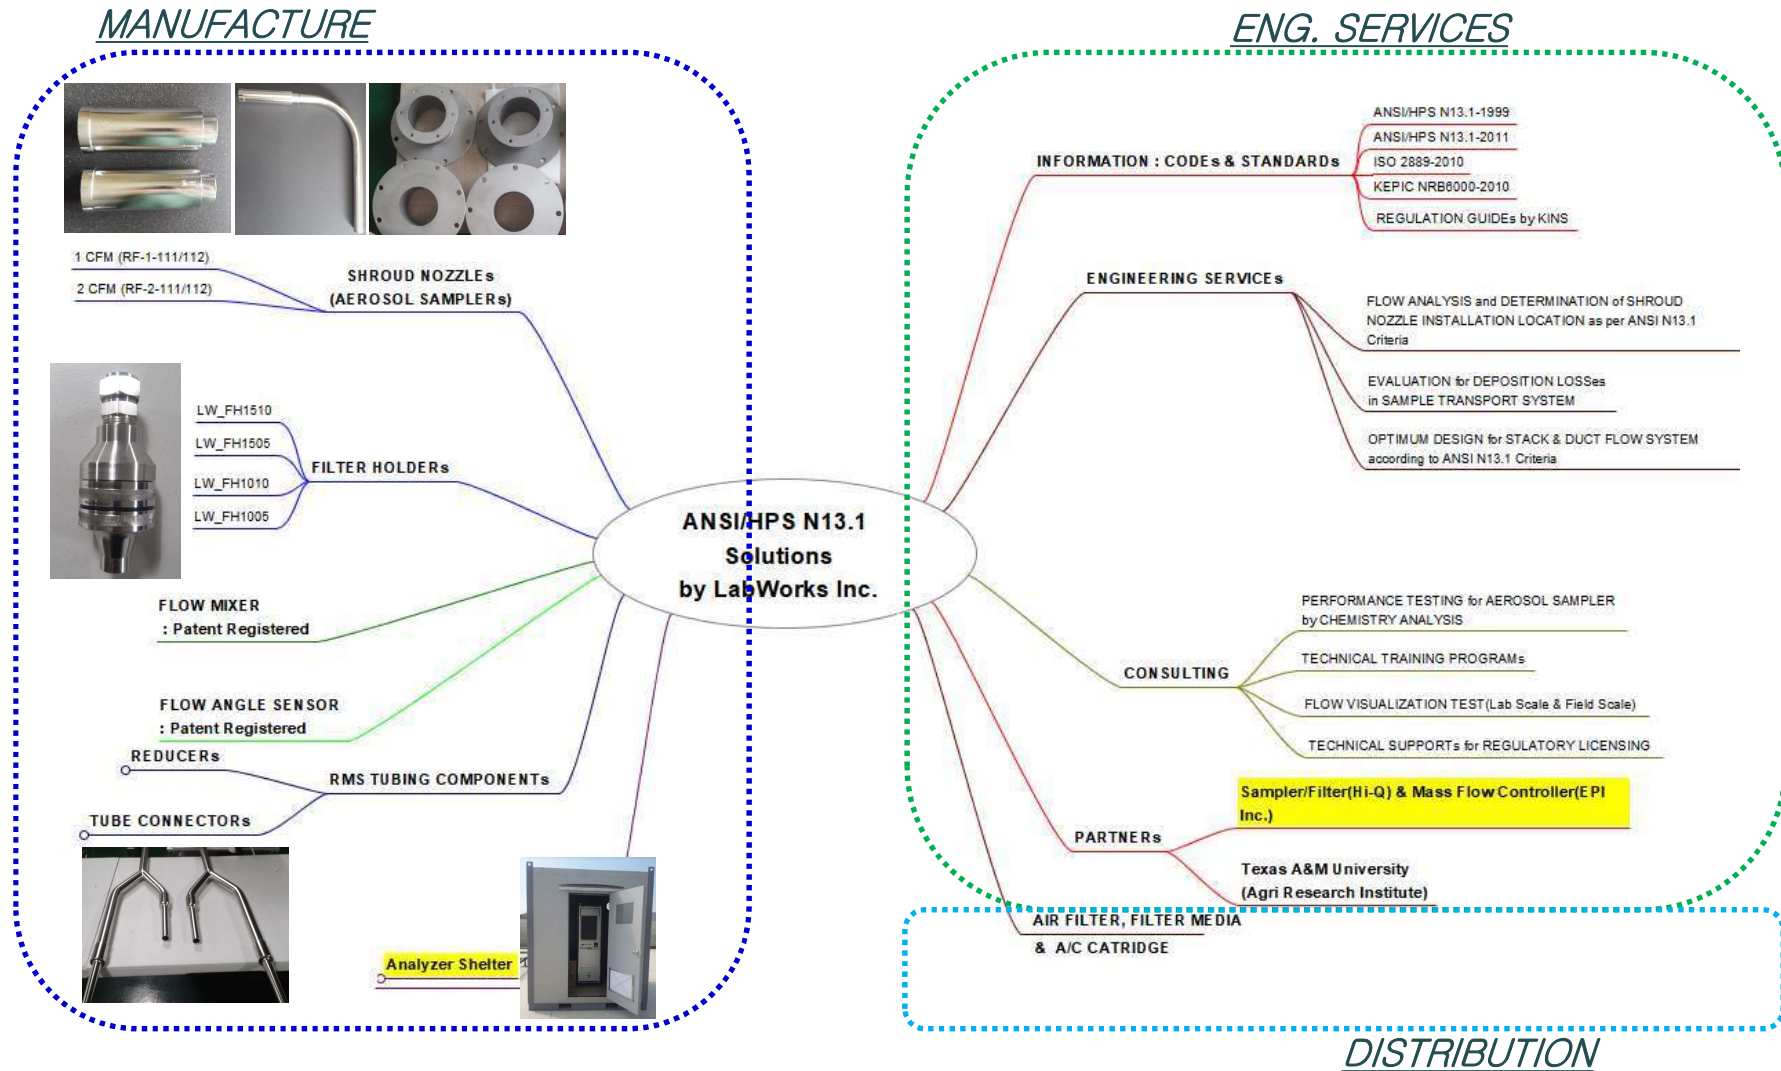 MANUFACTURE
ENG. SERVICES
1 CFM (RF-1-111/112)
2 CFM (RF-2-111/112)
SHROUD NOZZLEs
(AEROSOL SAMPLERs)
LW_FH1510
LW_FH1505
LW_FH1010
LW_FH1005
FILTER HOLDERs
FLOW MIXER
: Patent Registered
FLOW ANGLE SENSOR
: Patent Registered
REDUCERs
RMS TUBING COMPONENTs
TUBE CONNECTORs
Analyzer Shelter
ANSI/HPS N13.1
Solutions
by LabWorks Inc.
INFORMATION : CODEs & STANDARDs
ANSI/HPS N13.1-1999
ANSI/HPS N13.1-2011
ISO 2889-2010
KEPIC NRB6000-2010
REGULATION GUIDEs by KINS
ENGINEERING SERVICEs
FLOW ANALYSIS and DETERMINATION of SHROUD
NOZZLE INSTALLATION LOCATION as per ANSI N13.1
Criteria
EVALUATION for DEPOSITION LOSSes
in SAMPLE TRANSPORT SYSTEM
OPTIMUM DESIGN for STACK & DUCT FLOW SYSTEM
according to ANSI N13.1 Criteria
CONSULTING
PERFORMANCE TESTING for AEROSOL SAMPLER
by CHEMISTRY ANALYSIS
TECHNICAL TRAINING PROGRAMs
FLOW VISUALIZATION TEST(Lab Scale & Field Scale)
TECHNICAL SUPPORTs for REGULATORY LICENSING
PARTNERs
Sampler/Filter(Hi-Q) & Mass Flow Controller(EPI
Inc.)
Texas A&M University
(Agri Research Institute)
AIR FILTER, FILTER MEDIA
& A/C CATRIDGE
DISTRIBUTION